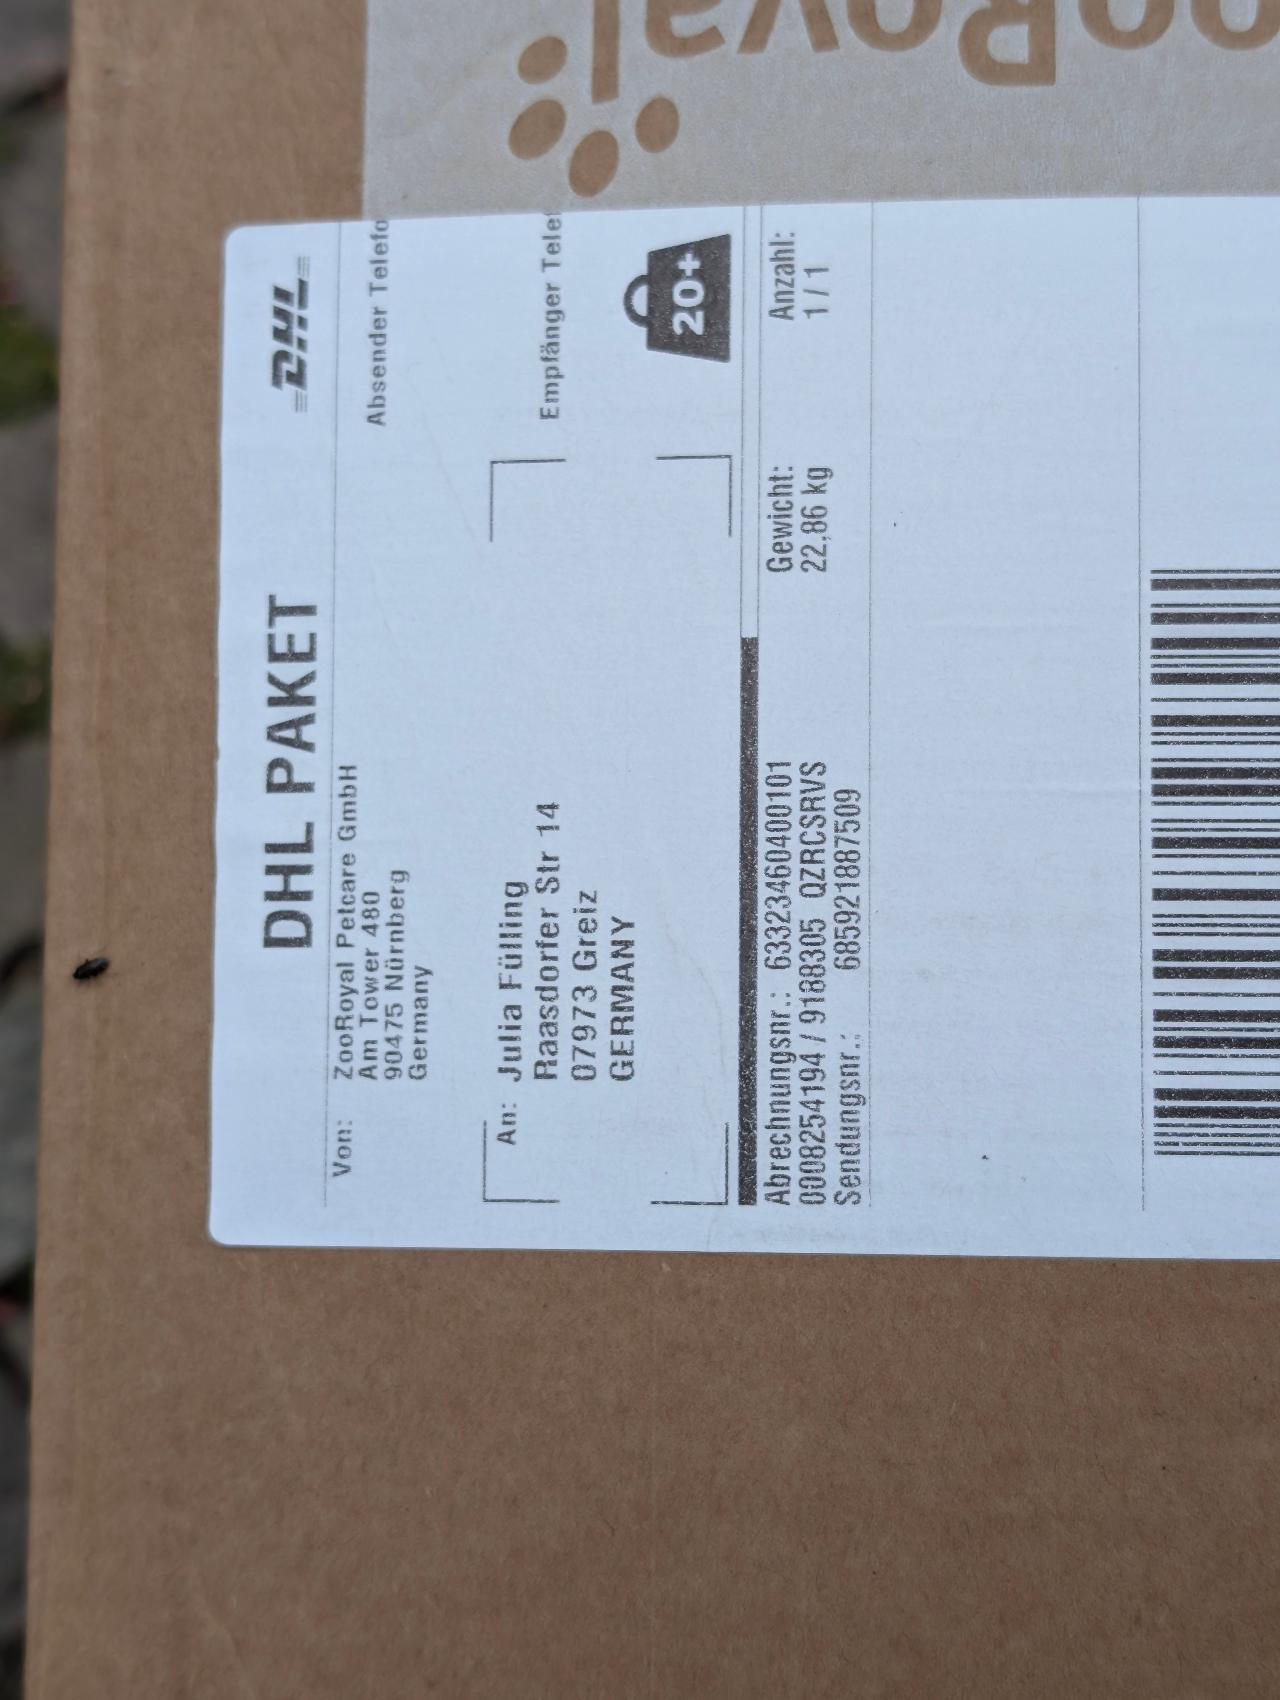 ooRoyal
DHL PAKET
DHL
Von: ZooRoyal Petcare GmbH
Am Tower 480
90475 Nürnberg
Germany
Absender Telefo
An: Julia Fülling
Raasdorfer Str 14
07973 Greiz
GERMANY
Empfänger Telef
20+
Abrechnungsnr.: 63323460400101
0008254194 / 9188305 QZRCSRVS
Sendungsnr.: 685921887509
Gewicht:
22,86 kg
Anzahl:
1 / 1